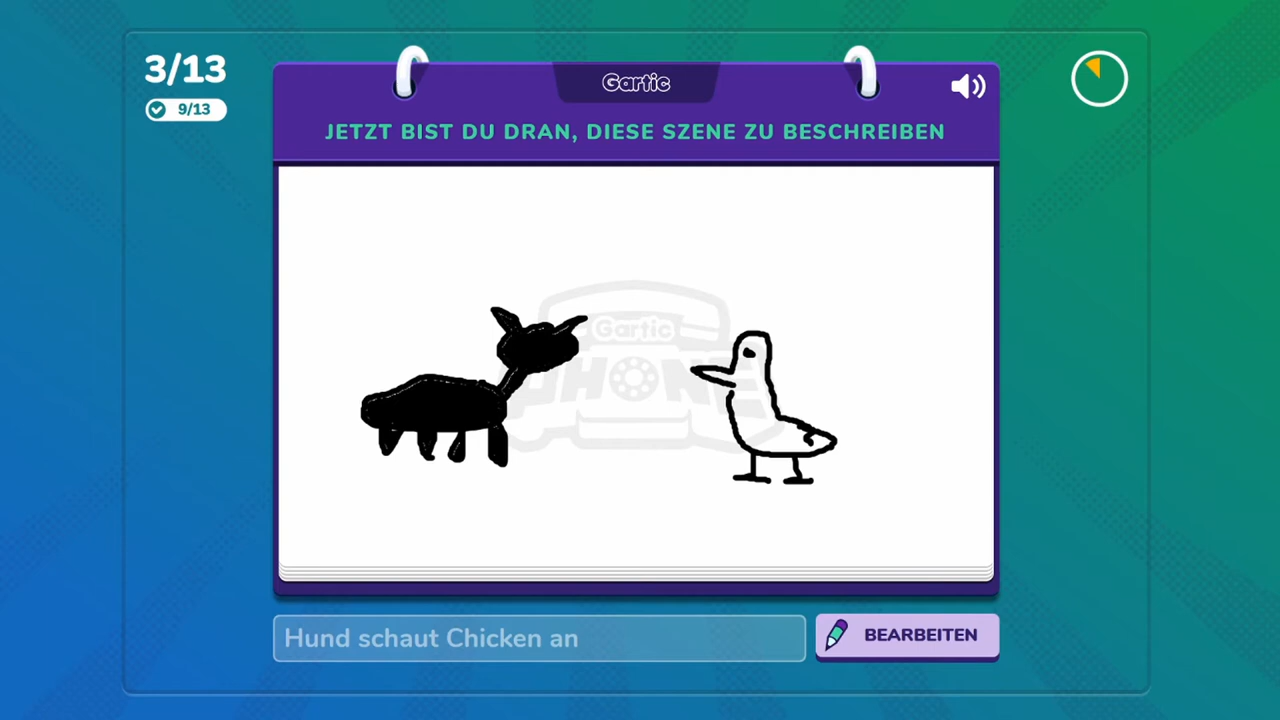 3/13
9/13
Gartic
JETZT BIST DU DRAN, DIESE SZENE ZU BESCHREIBEN
Gartic
PHONE
Hund schaut Chicken an
BEARBEITEN